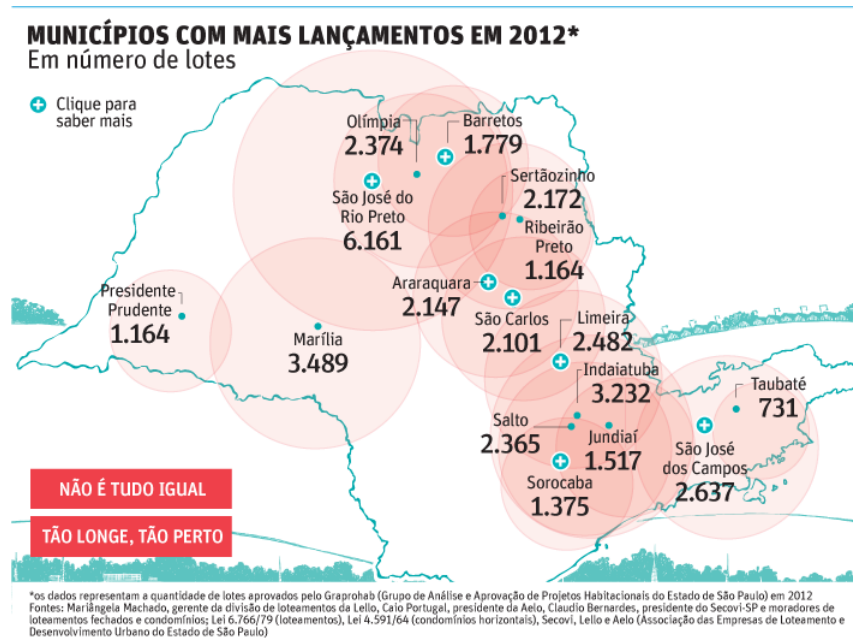 MUNICÍPIOS COM MAIS LANÇAMENTOS EM 2012*
Em número de lotes
Clique para
saber mais
Olímpia
2.374
Barretos
1.779
São José do
Rio Preto
6.161
Sertãozinho
2.172
Ribeirão
Preto
1.164
Araraquara
2.147
São Carlos
2.101
Presidente
Prudente
1.164
Marília
3.489
Limeira
2.482
Indaiatuba
3.232
Salto
2.365
Jundiaí
1.517
Sorocaba
1.375
Taubaté
731
São José
dos Campos
2.637
NÃO É TUDO IGUAL
TÃO LONGE, TÃO PERTO
*os dados representam a quantidade de lotes aprovados pelo Graprohab (Grupo de Análise e Aprovação de Projetos Habitacionais do Estado de São Paulo) em 2012
Fontes: Mariângela Machado, gerente da divisão de loteamentos da Lello, Caio Portugal, presidente da Aelo, Claudio Bernardes, presidente do Secovi-SP e moradores de
loteamentos fechados e condomínios; Lei 6.766/79 (loteamentos), Lei 4.591/64 (condomínios horizontais), Secovi, Lello e Aelo (Associação das Empresas de Loteamento e
Desenvolvimento Urbano do Estado de São Paulo)